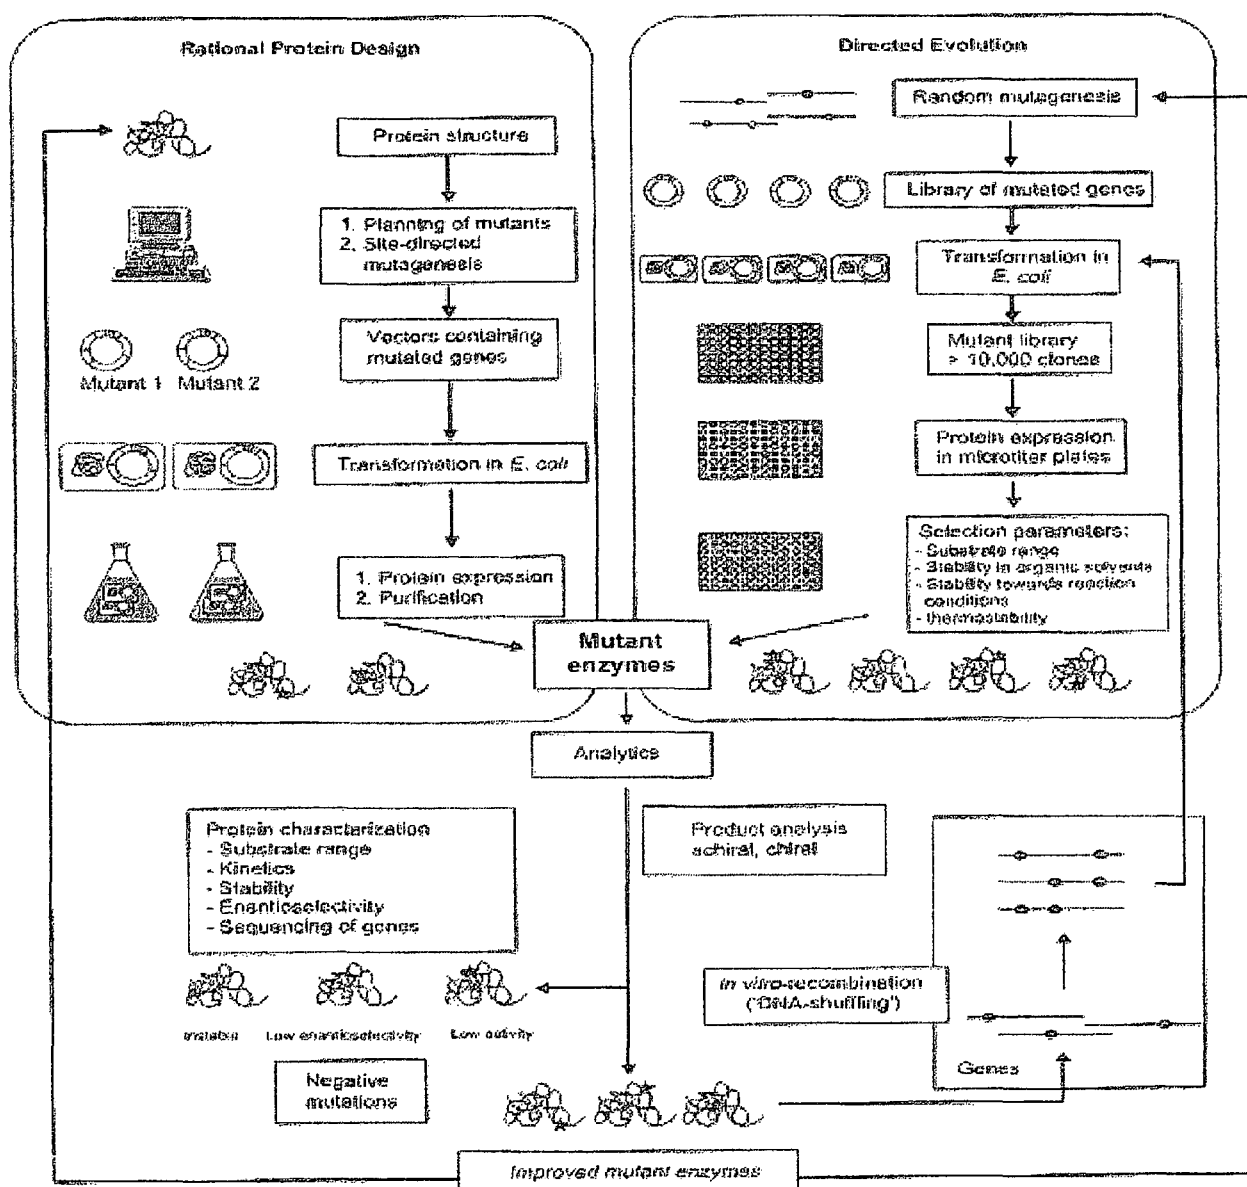 Rational Protein Design
Protein structure
1. Planning of mutants
2. Site-directed
mutagenesis
Vectors containing
mutated genes
Mutant 1 Mutant 2
Transformation in E. coli
1. Protein expression
2. Purification
Directed Evolution
Random mutagenesis
Library of mutated genes
Transformation in
E. coli
Mutant library
> 10,000 clones
Protein expression
in microtiter plates
Selection parameters:
- Substrate range
- Stability in organic solvents
- Stability towards reaction
conditions
- thermostability
Mutant
enzymes
Analytics
Protein characterization
- Substrate range
- Kinetics
- Stability
- Enantioselectivity
- Sequencing of genes
Product analysis
achiral, chiral
In vitro-recombination
('DNA-shuffling')
Genes
Low enantioselectivity
Low activity
Negative
mutations
Improved mutant enzymes